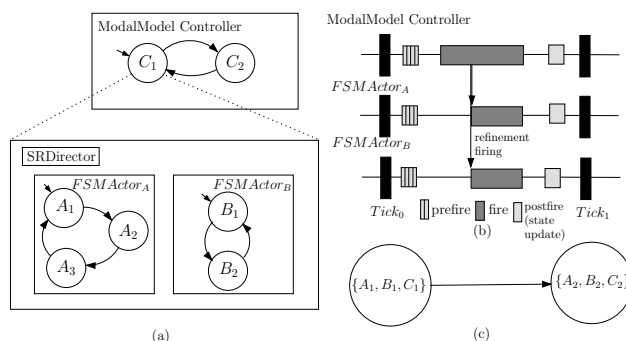 ModalModel Controller
C1
C2
SRDirector
FSMActorA
A1
A2
A3
FSMActorB
B1
B2
(a)
ModalModel Controller
FSMActorA
FSMActorB
refinement
firing
Tick0
prefire
fire
postfire
(state
update)
Tick1
(b)
{A1, B1, C1}
{A2, B2, C2}
(c)